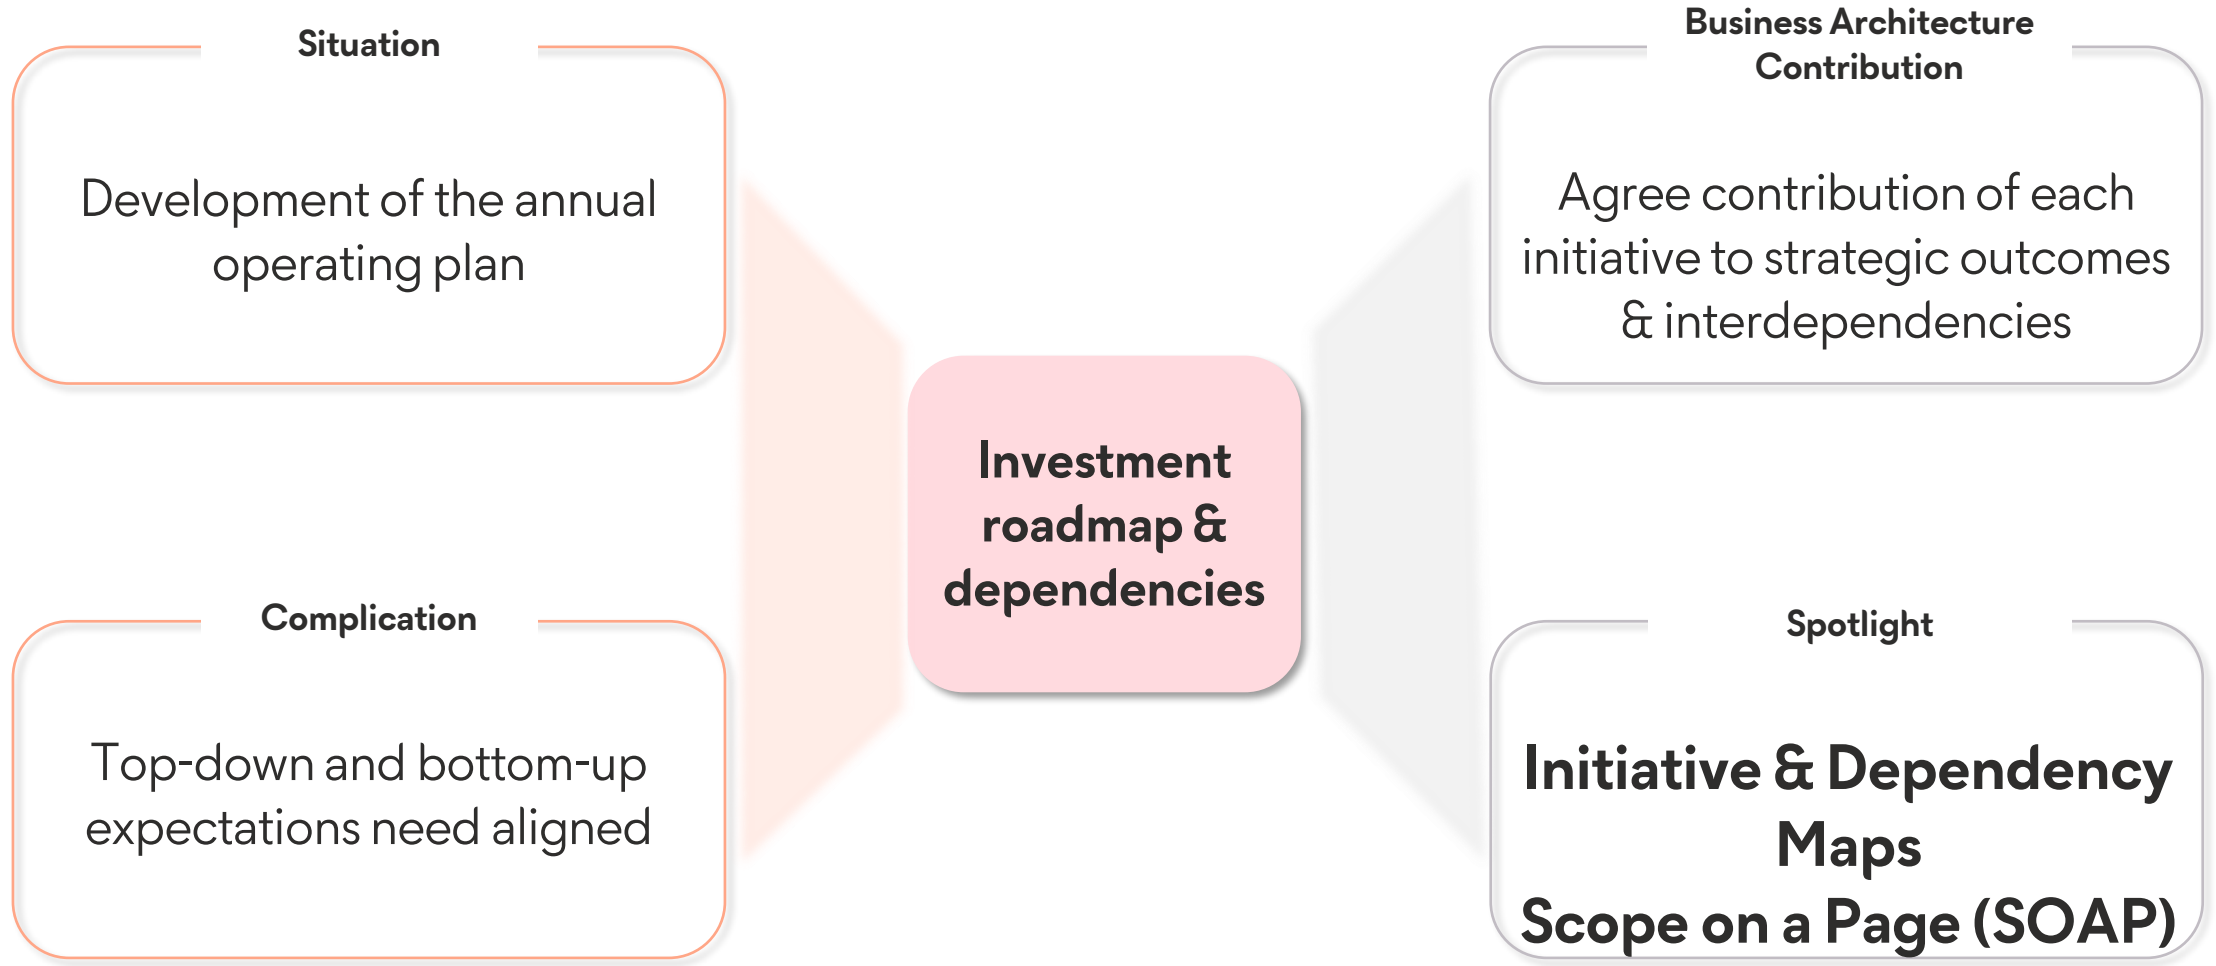 Situation
Development of the annual
operating plan
Complication
Top-down and bottom-up
expectations need aligned
Investment
roadmap &
dependencies
Business Architecture
Contribution
Agree contribution of each
initiative to strategic outcomes
& interdependencies
Spotlight
Initiative & Dependency
Maps
Scope on a Page (SOAP)